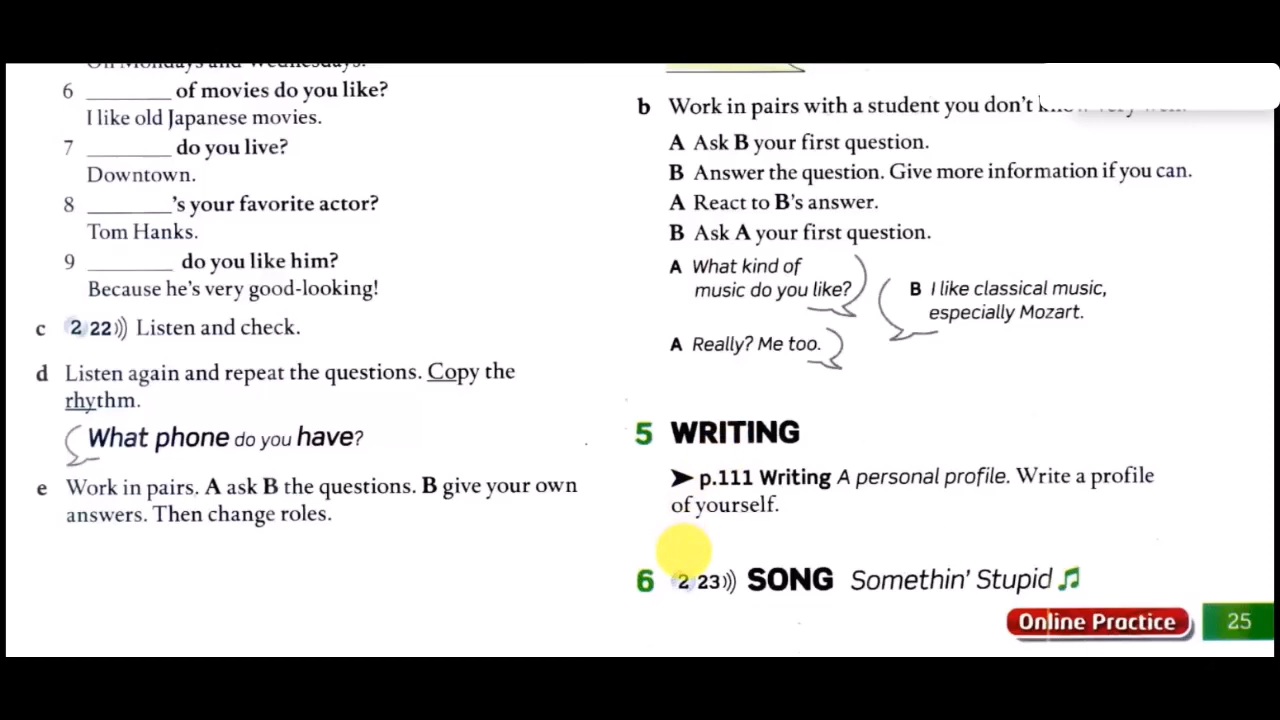 On Mondays and Wednesdays.
6 ________ of movies do you like?
I like old Japanese movies.
7 ________ do you live?
Downtown.
8 ________'s your favorite actor?
Tom Hanks.
9 ________ do you like him?
Because he's very good-looking!
c 2 22))) Listen and check.
d Listen again and repeat the questions. Copy the
rhythm.
What phone do you have?
e Work in pairs. A ask B the questions. B give your own
answers. Then change roles.
b Work in pairs with a student you don't
A Ask B your first question.
B Answer the question. Give more information if you can.
A React to B's answer.
B Ask A your first question.
A What kind of
music do you like?
B I like classical music,
especially Mozart.
A Really? Me too.
5 WRITING
➤ p.111 Writing A personal profile. Write a profile
of yourself.
6 2 23))) SONG Somethin' Stupid ♫
Online Practice
25